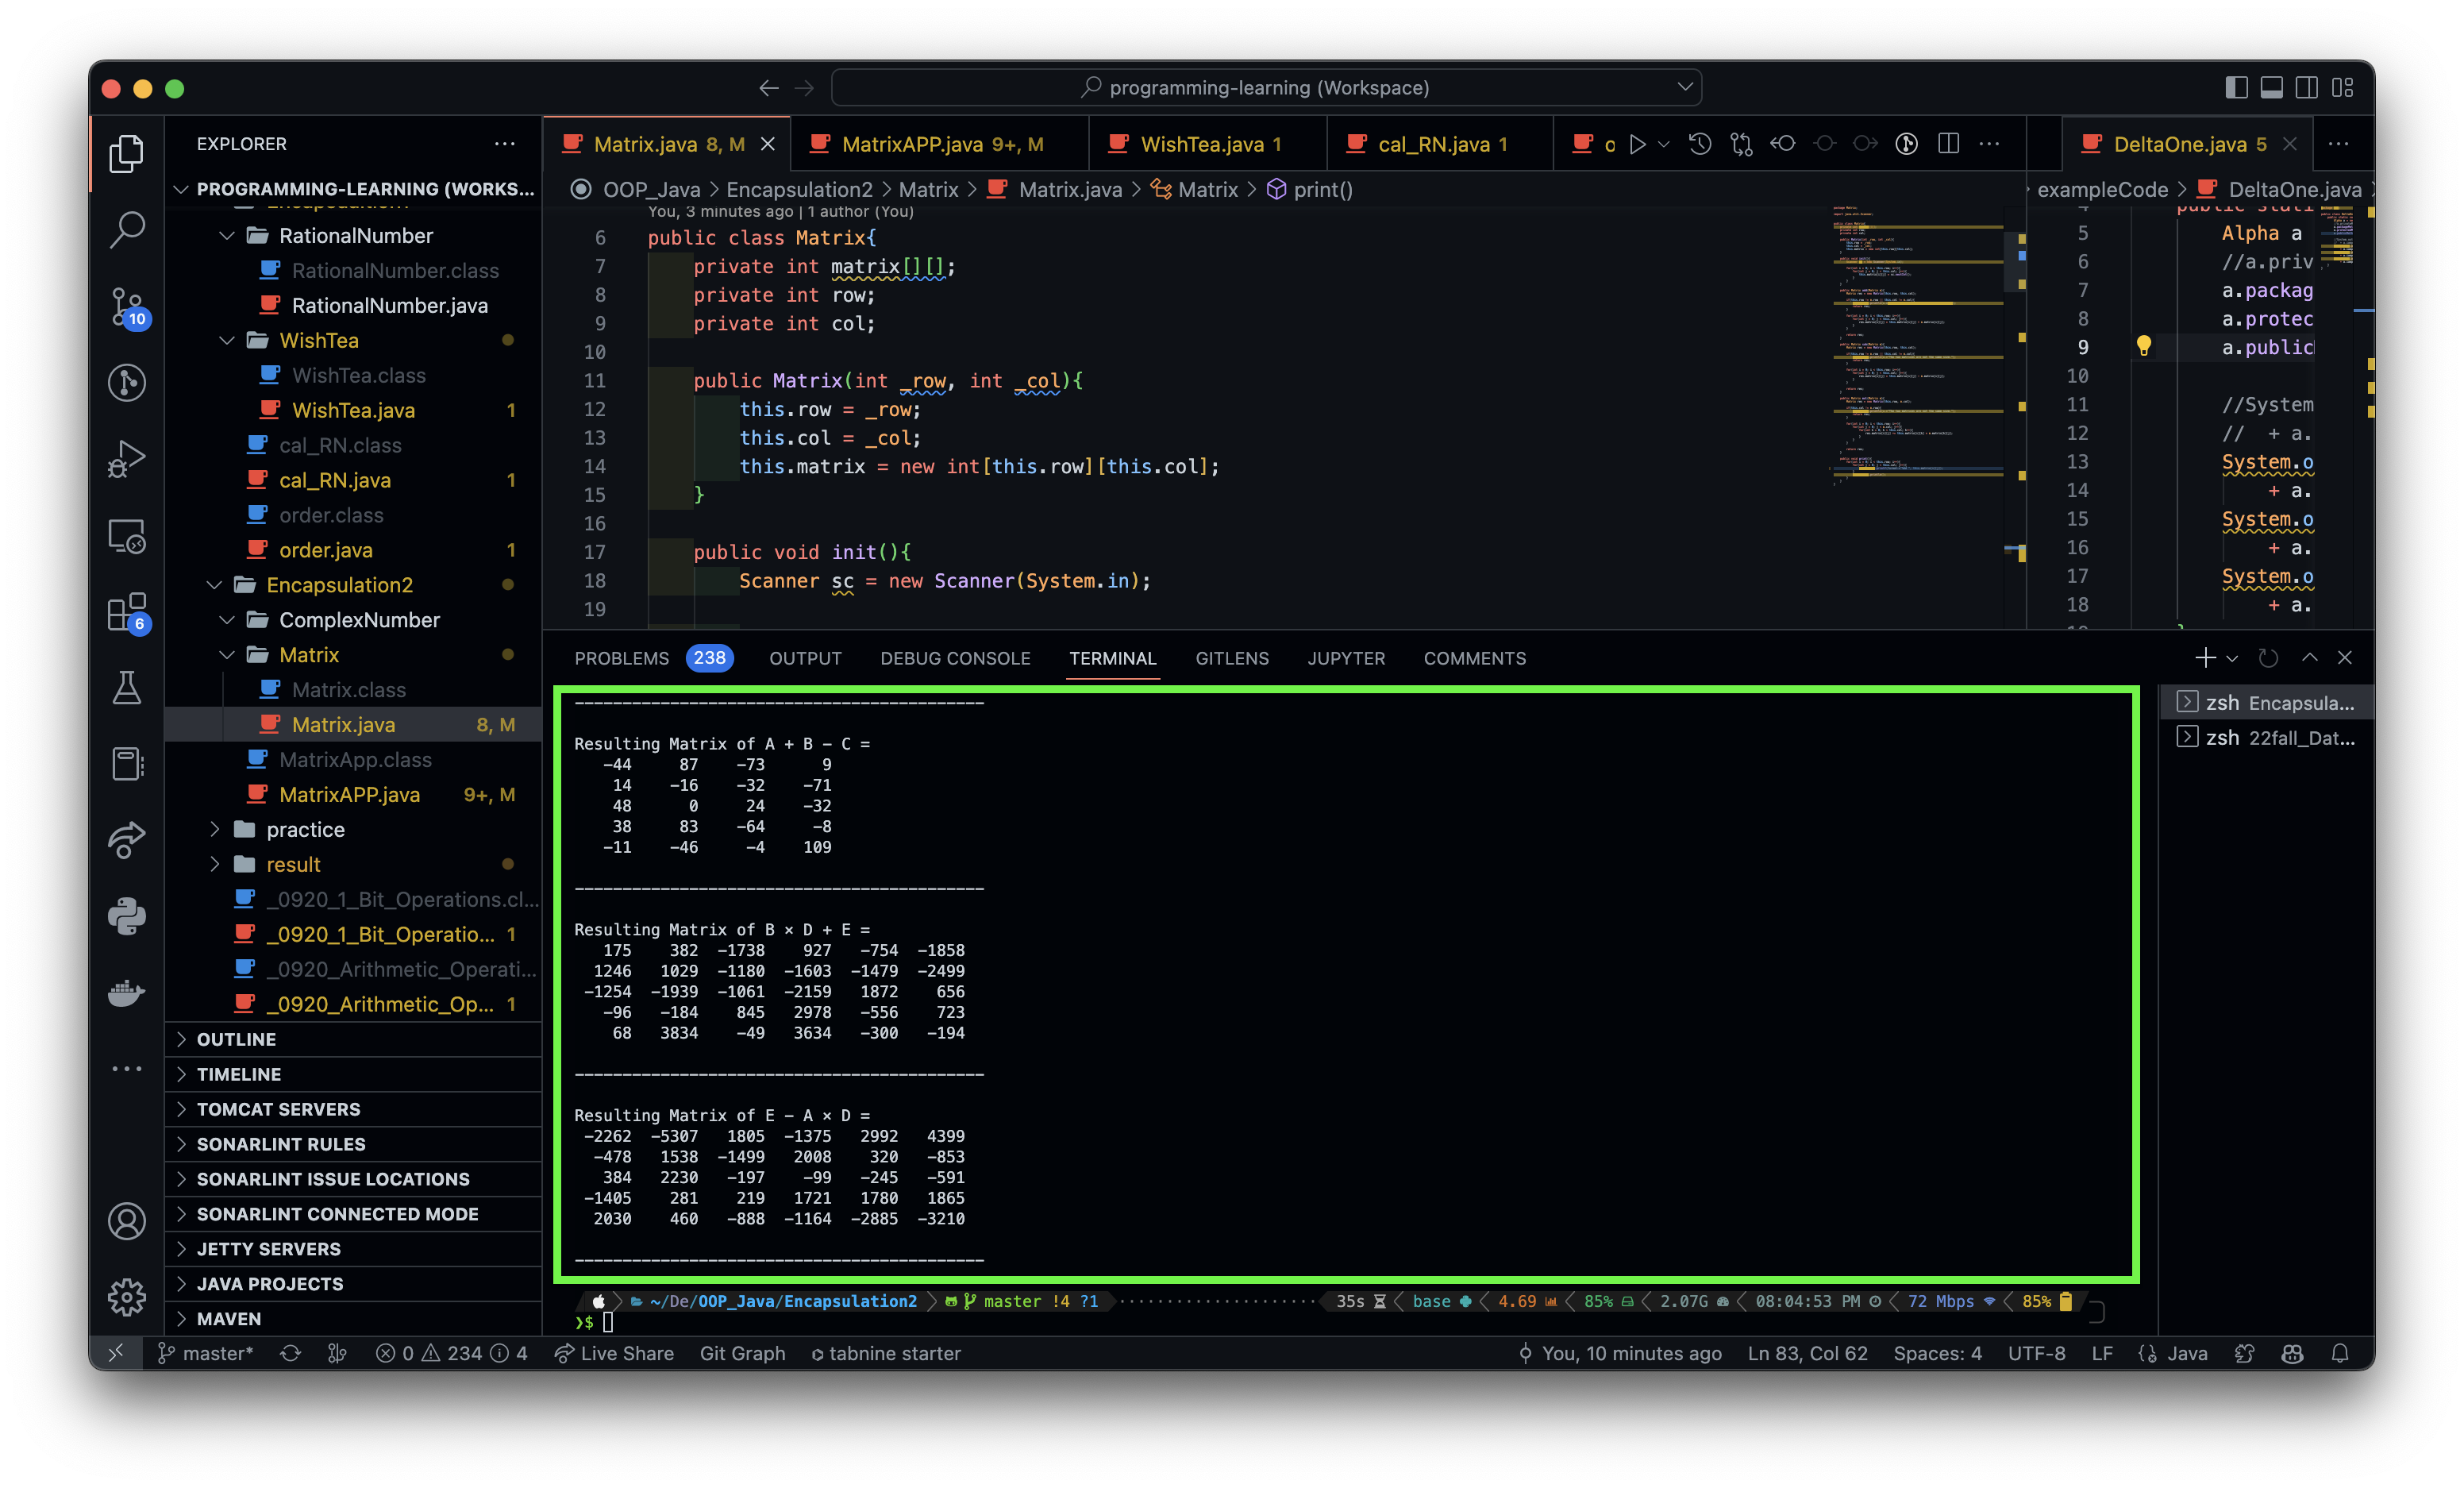 programming-learning (Workspace)
EXPLORER
PROGRAMMING-LEARNING (WORKS...
RationalNumber
RationalNumber.class
RationalNumber.java
WishTea
WishTea.class
WishTea.java 1
cal_RN.class
cal_RN.java 1
order.class
order.java 1
Encapsulation2
ComplexNumber
Matrix
Matrix.class
Matrix.java 8, M
MatrixApp.class
MatrixAPP.java 9+, M
practice
result
_0920_1_Bit_Operations.cl...
_0920_1_Bit_Operatio... 1
_0920_Arithmetic_Operati...
_0920_Arithmetic_Op... 1
OUTLINE
TIMELINE
TOMCAT SERVERS
SONARLINT RULES
SONARLINT ISSUE LOCATIONS
SONARLINT CONNECTED MODE
JETTY SERVERS
JAVA PROJECTS
MAVEN
10
6
Matrix.java 8, M
MatrixAPP.java 9+, M
WishTea.java 1
cal_RN.java 1
o
OOP_Java > Encapsulation2 > Matrix > Matrix.java > Matrix > print()
You, 3 minutes ago | 1 author (You)
6 public class Matrix{
7 private int matrix[][];
8 private int row;
9 private int col;
10
11 public Matrix(int _row, int _col){
12 this.row = _row;
13 this.col = _col;
14 this.matrix = new int[this.row][this.col];
15 }
16
17 public void init(){
18 Scanner sc = new Scanner(System.in);
19
DeltaOne.java 5
exampleCode > DeltaOne.java
5 Alpha a
6 //a.priv
7 a.packag
8 a.protec
9 a.public
10
11 //System
12 // + a.
13 System.o
14 + a.
15 System.o
16 + a.
17 System.o
18 + a.
PROBLEMS 238 OUTPUT DEBUG CONSOLE TERMINAL GITLENS JUPYTER COMMENTS
Resulting Matrix of A + B - C =
-44 87 -73 9
14 -16 -32 -71
48 0 24 -32
38 83 -64 -8
-11 -46 -4 109
Resulting Matrix of B × D + E =
175 382 -1738 927 -754 -1858
1246 1029 -1180 -1603 -1479 -2499
-1254 -1939 -1061 -2159 1872 656
-96 -184 845 2978 -556 723
68 3834 -49 3634 -300 -194
Resulting Matrix of E - A × D =
-2262 -5307 1805 -1375 2992 4399
-478 1538 -1499 2008 320 -853
384 2230 -197 -99 -245 -591
-1405 281 219 1721 1780 1865
2030 460 -888 -1164 -2885 -3210
~/De/OOP_Java/Encapsulation2 master !4 ?1 35s base 4.69 85% 2.07G 08:04:53 PM 72 Mbps 85%
❯$
zsh Encapsula...
zsh 22fall_Dat...
master* 0 234 4 Live Share Git Graph tabnine starter You, 10 minutes ago Ln 83, Col 62 Spaces: 4 UTF-8 LF Java